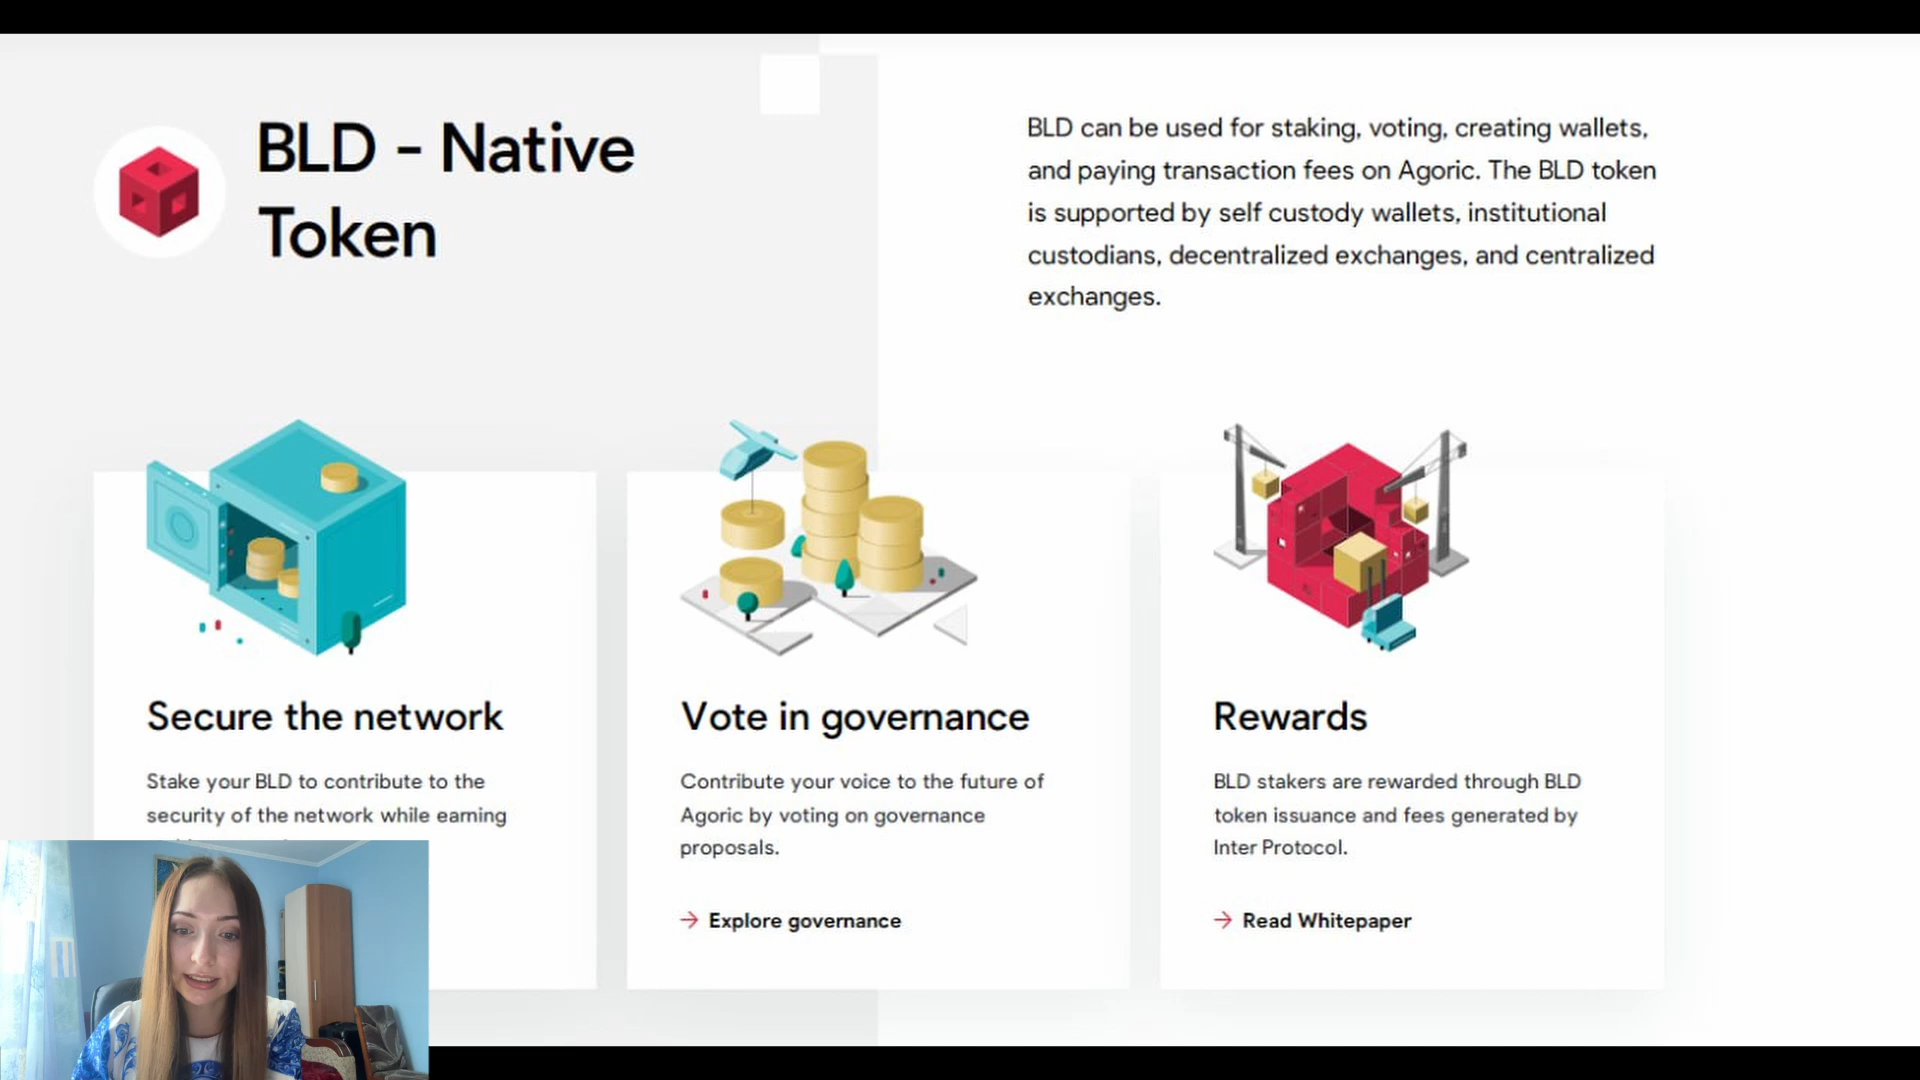 BLD - Native
Token
BLD can be used for staking, voting, creating wallets,
and paying transaction fees on Agoric. The BLD token
is supported by self custody wallets, institutional
custodians, decentralized exchanges, and centralized
exchanges.
Secure the network
Stake your BLD to contribute to the
security of the network while earning
Vote in governance
Contribute your voice to the future of
Agoric by voting on governance
proposals.
→ Explore governance
Rewards
BLD stakers are rewarded through BLD
token issuance and fees generated by
Inter Protocol.
→ Read Whitepaper